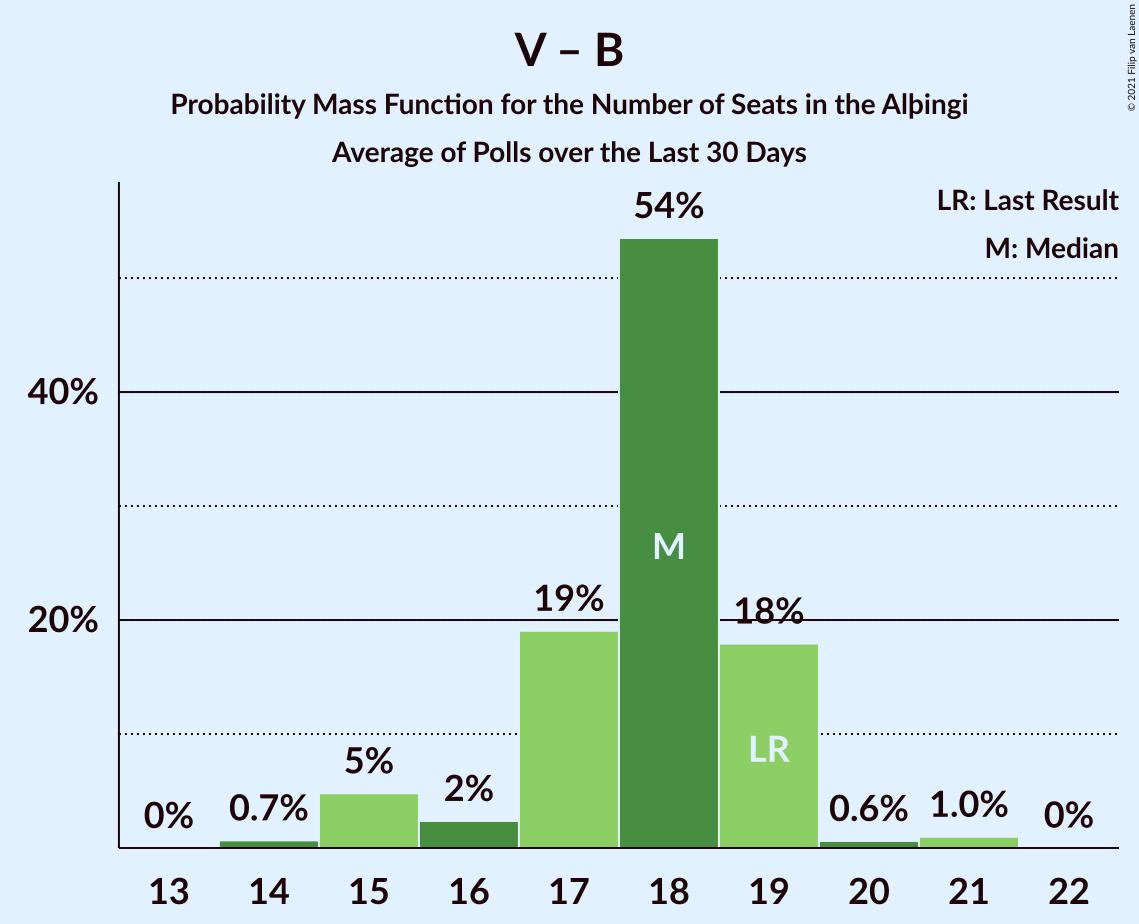 V – B
Probability Mass Function for the Number of Seats in the Alþingi
Average of Polls over the Last 30 Days
© 2021 Filip van Laenen
LR: Last Result
M: Median
40%
20%
0%
0.7%
5%
2%
19%
54%
18%
0.6%
1.0%
0%
M
LR
13 14 15 16 17 18 19 20 21 22